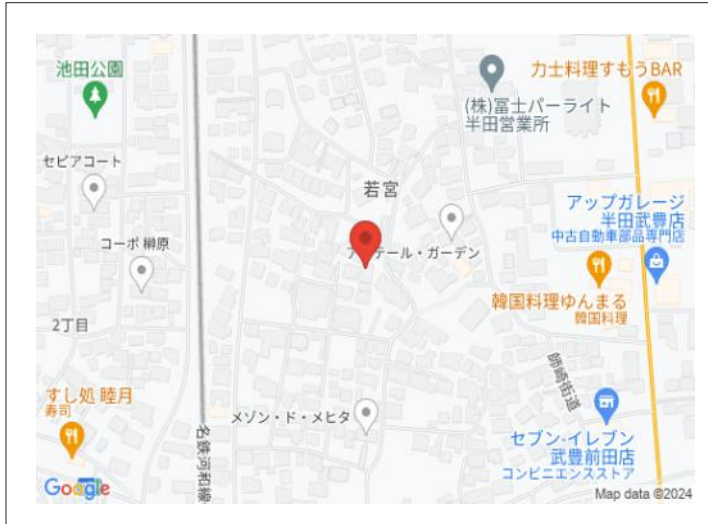 池田公園
力士料理すもうBAR
(株)冨士パーライト
半田営業所
セピアコート
若宮
アップガレージ
半田武豊店
中古自動車部品専門店
コーポ 榊原
テール・ガーデン
韓国料理ゆんまる
韓国料理
2丁目
師崎街道
すし処 睦月
寿司
メゾン・ド・メヒタ
名鉄河和線
セブン-イレブン
武豊前田店
コンビニエンスストア
Google
Map data ©2024